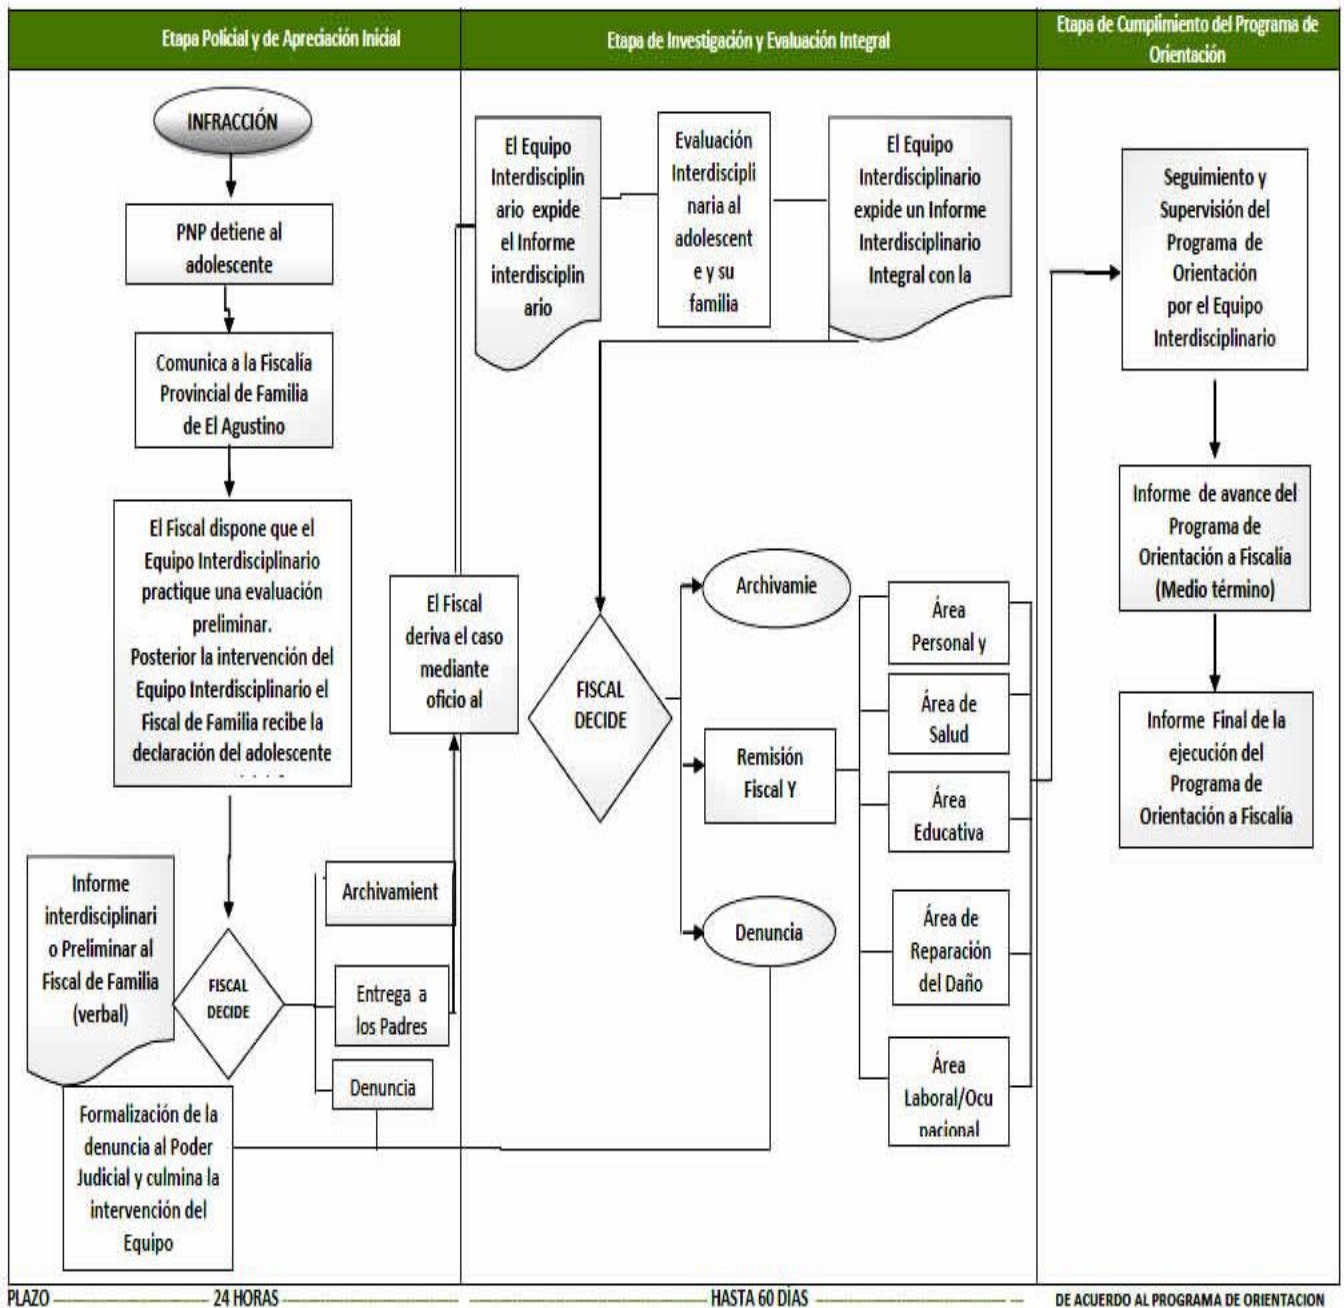 Etapa Policial y de Apreciación Inicial
Etapa de Investigación y Evaluación Integral
Etapa de Cumplimiento del Programa de
Orientación
INFRACCIÓN
PNP detiene al
adolescente
Comunica a la Fiscalía
Provincial de Familia
de El Agustino
El Fiscal dispone que el
Equipo Interdisciplinario
practique una evaluación
preliminar.
Posterior la intervención del
Equipo Interdisciplinario el
Fiscal de Familia recibe la
declaración del adolescente
Informe
interdisciplinari
o Preliminar al
Fiscal de Familia
(verbal)
FISCAL
DECIDE
Archivamient
Entrega a
los Padres
Denuncia
Formalización de la
denuncia al Poder
Judicial y culmina la
intervención del
Equipo
El Fiscal
deriva el caso
mediante
oficio al
El Equipo
Interdisciplin
ario expide
el Informe
interdisciplin
ario
Evaluación
Interdiscipli
naria al
adolescent
e y su
familia
El Equipo
Interdisciplinario
expide un Informe
Interdisciplinario
Integral con la
FISCAL
DECIDE
Archivamie
Remisión
Fiscal Y
Denuncia
Área
Personal y
Área de
Salud
Área
Educativa
Área de
Reparación
del Daño
Área
Laboral/Ocu
pacional
Seguimiento y
Supervisión del
Programa de
Orientación
por el Equipo
Interdisciplinario
Informe de avance del
Programa de
Orientación a Fiscalía
(Medio término)
Informe Final de la
ejecución del
Programa de
Orientación a Fiscalía
PLAZO
24 HORAS
HASTA 60 DÍAS
DE ACUERDO AL PROGRAMA DE ORIENTACION